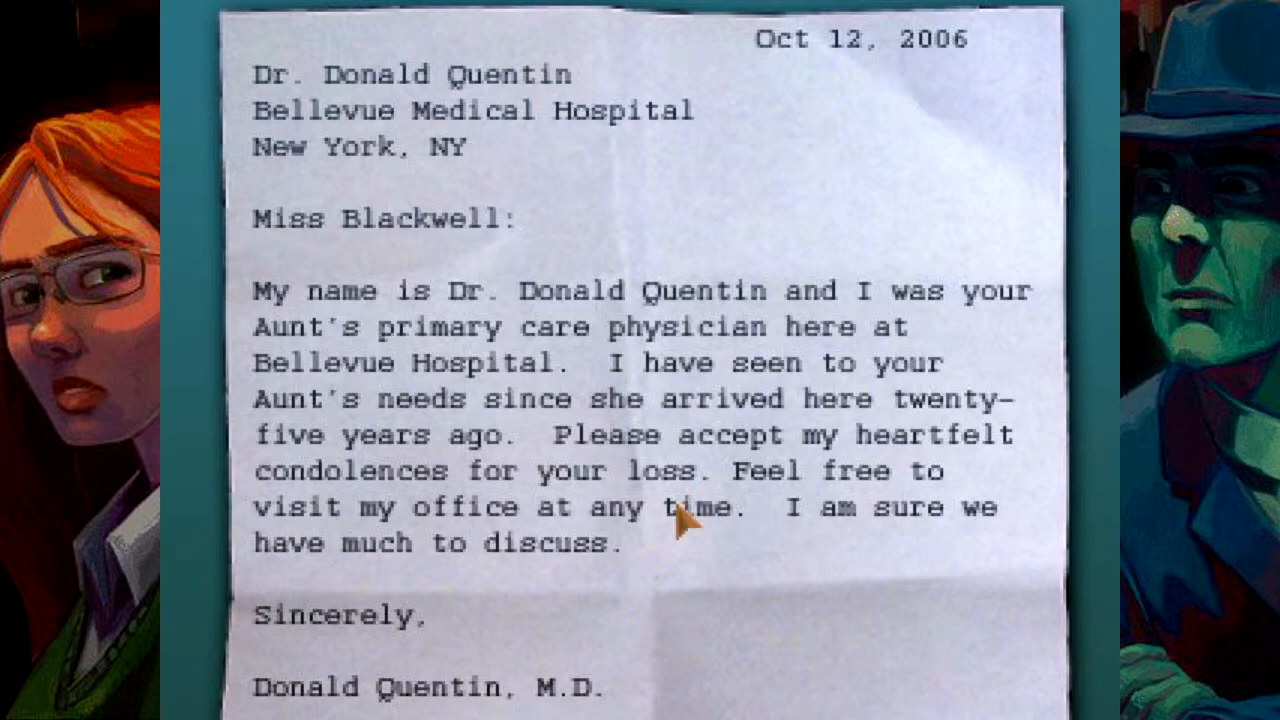 Oct 12, 2006
Dr. Donald Quentin
Bellevue Medical Hospital
New York, NY
Miss Blackwell:
My name is Dr. Donald Quentin and I was your
Aunt's primary care physician here at
Bellevue Hospital.  I have seen to your
Aunt's needs since she arrived here twenty-
five years ago.  Please accept my heartfelt
condolences for your loss. Feel free to
visit my office at any time.  I am sure we
have much to discuss.
Sincerely,
Donald Quentin, M.D.